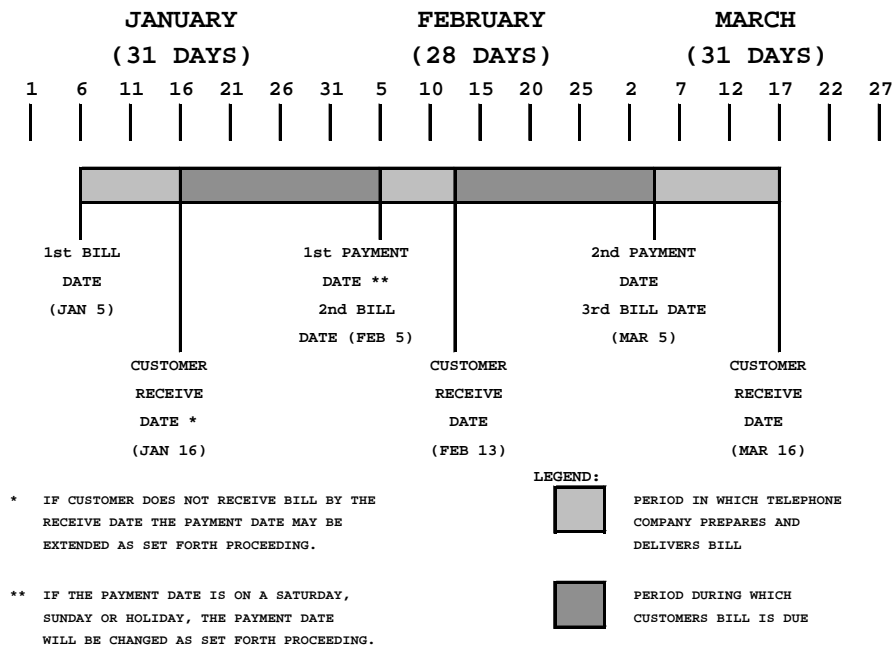 JANUARY FEBRUARY MARCH
(31 DAYS) (28 DAYS) (31 DAYS)
1 6 11 16 21 26 31 5 10 15 20 25 2 7 12 17 22 27
1st BILL
DATE
(JAN 5)
1st PAYMENT
DATE **
2nd BILL
DATE (FEB 5)
2nd PAYMENT
DATE
3rd BILL DATE
(MAR 5)
CUSTOMER
RECEIVE
DATE *
(JAN 16)
CUSTOMER
RECEIVE
DATE
(FEB 13)
CUSTOMER
RECEIVE
DATE
(MAR 16)
* IF CUSTOMER DOES NOT RECEIVE BILL BY THE
RECEIVE DATE THE PAYMENT DATE MAY BE
EXTENDED AS SET FORTH PROCEEDING.
** IF THE PAYMENT DATE IS ON A SATURDAY,
SUNDAY OR HOLIDAY, THE PAYMENT DATE
WILL BE CHANGED AS SET FORTH PROCEEDING.
LEGEND:
PERIOD IN WHICH TELEPHONE
COMPANY PREPARES AND
DELIVERS BILL
PERIOD DURING WHICH
CUSTOMERS BILL IS DUE